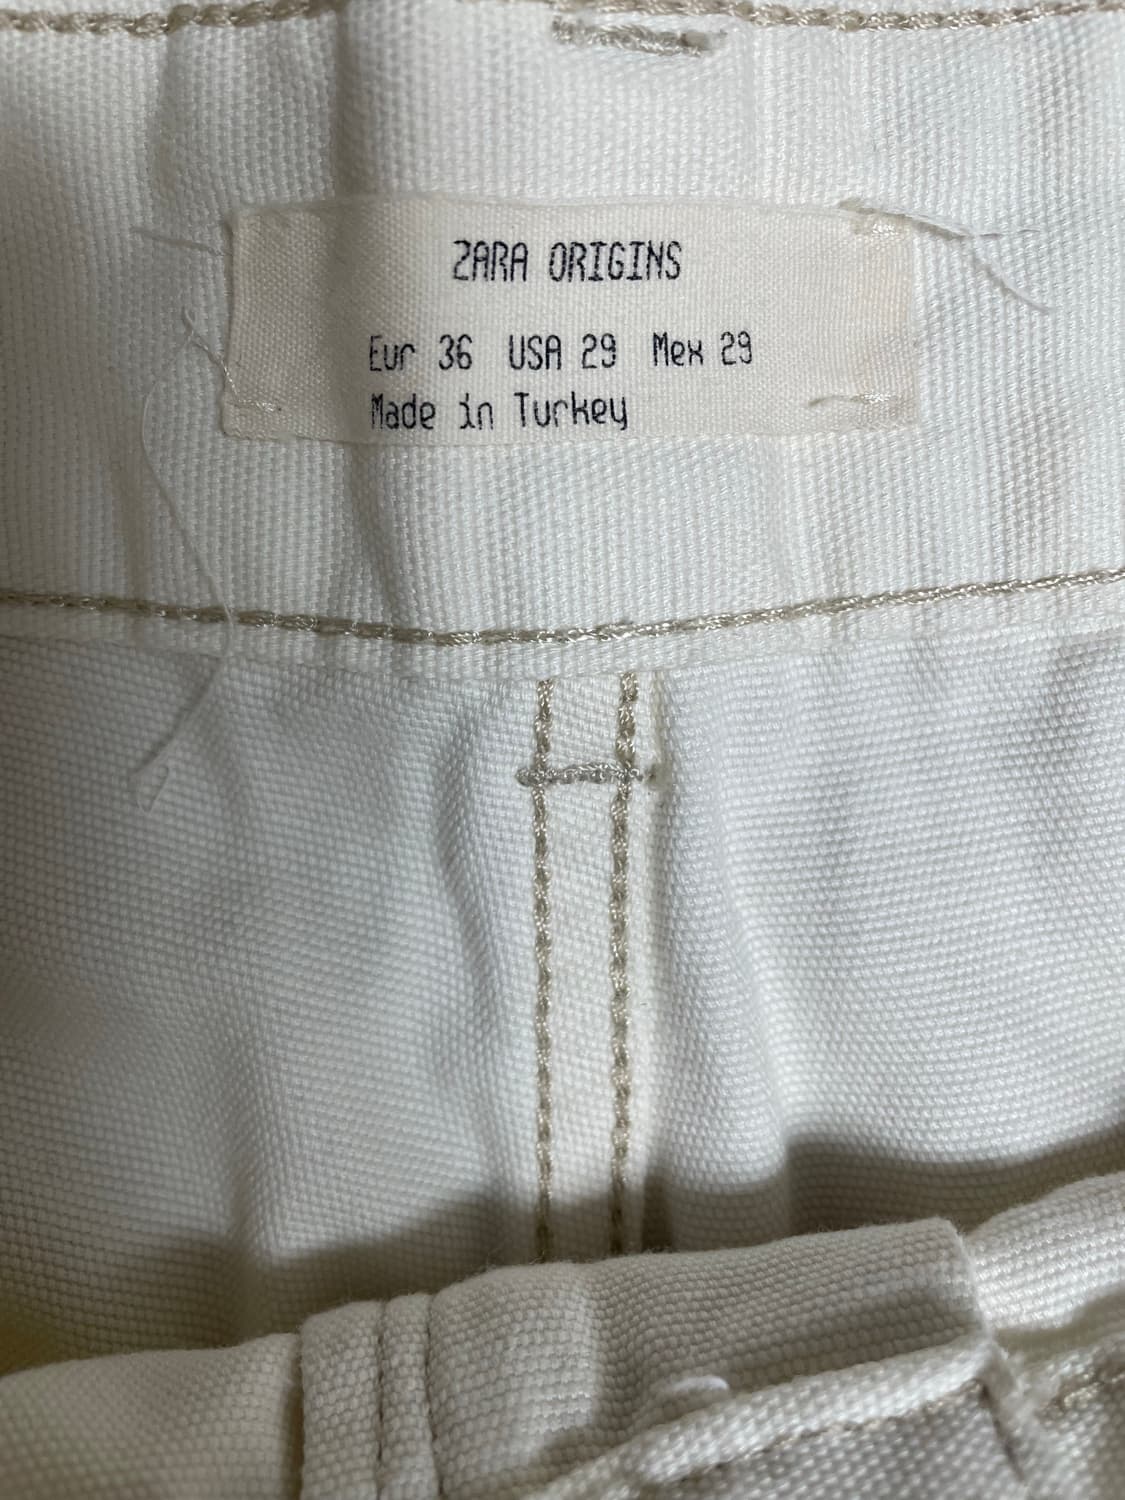 ZARA ORIGINS
Eur 36 USA 29 Mex 29
Made in Turkey